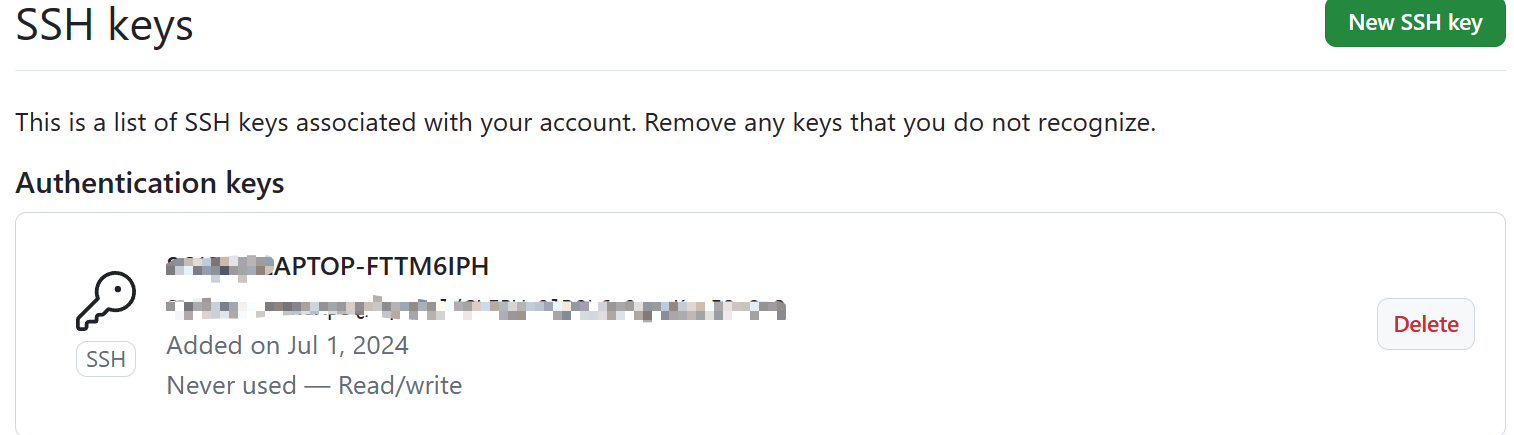 SSH keys
New SSH key
This is a list of SSH keys associated with your account. Remove any keys that you do not recognize.
Authentication keys
APTOP-FTTM6IPH
SSH
Added on Jul 1, 2024
Never used — Read/write
Delete